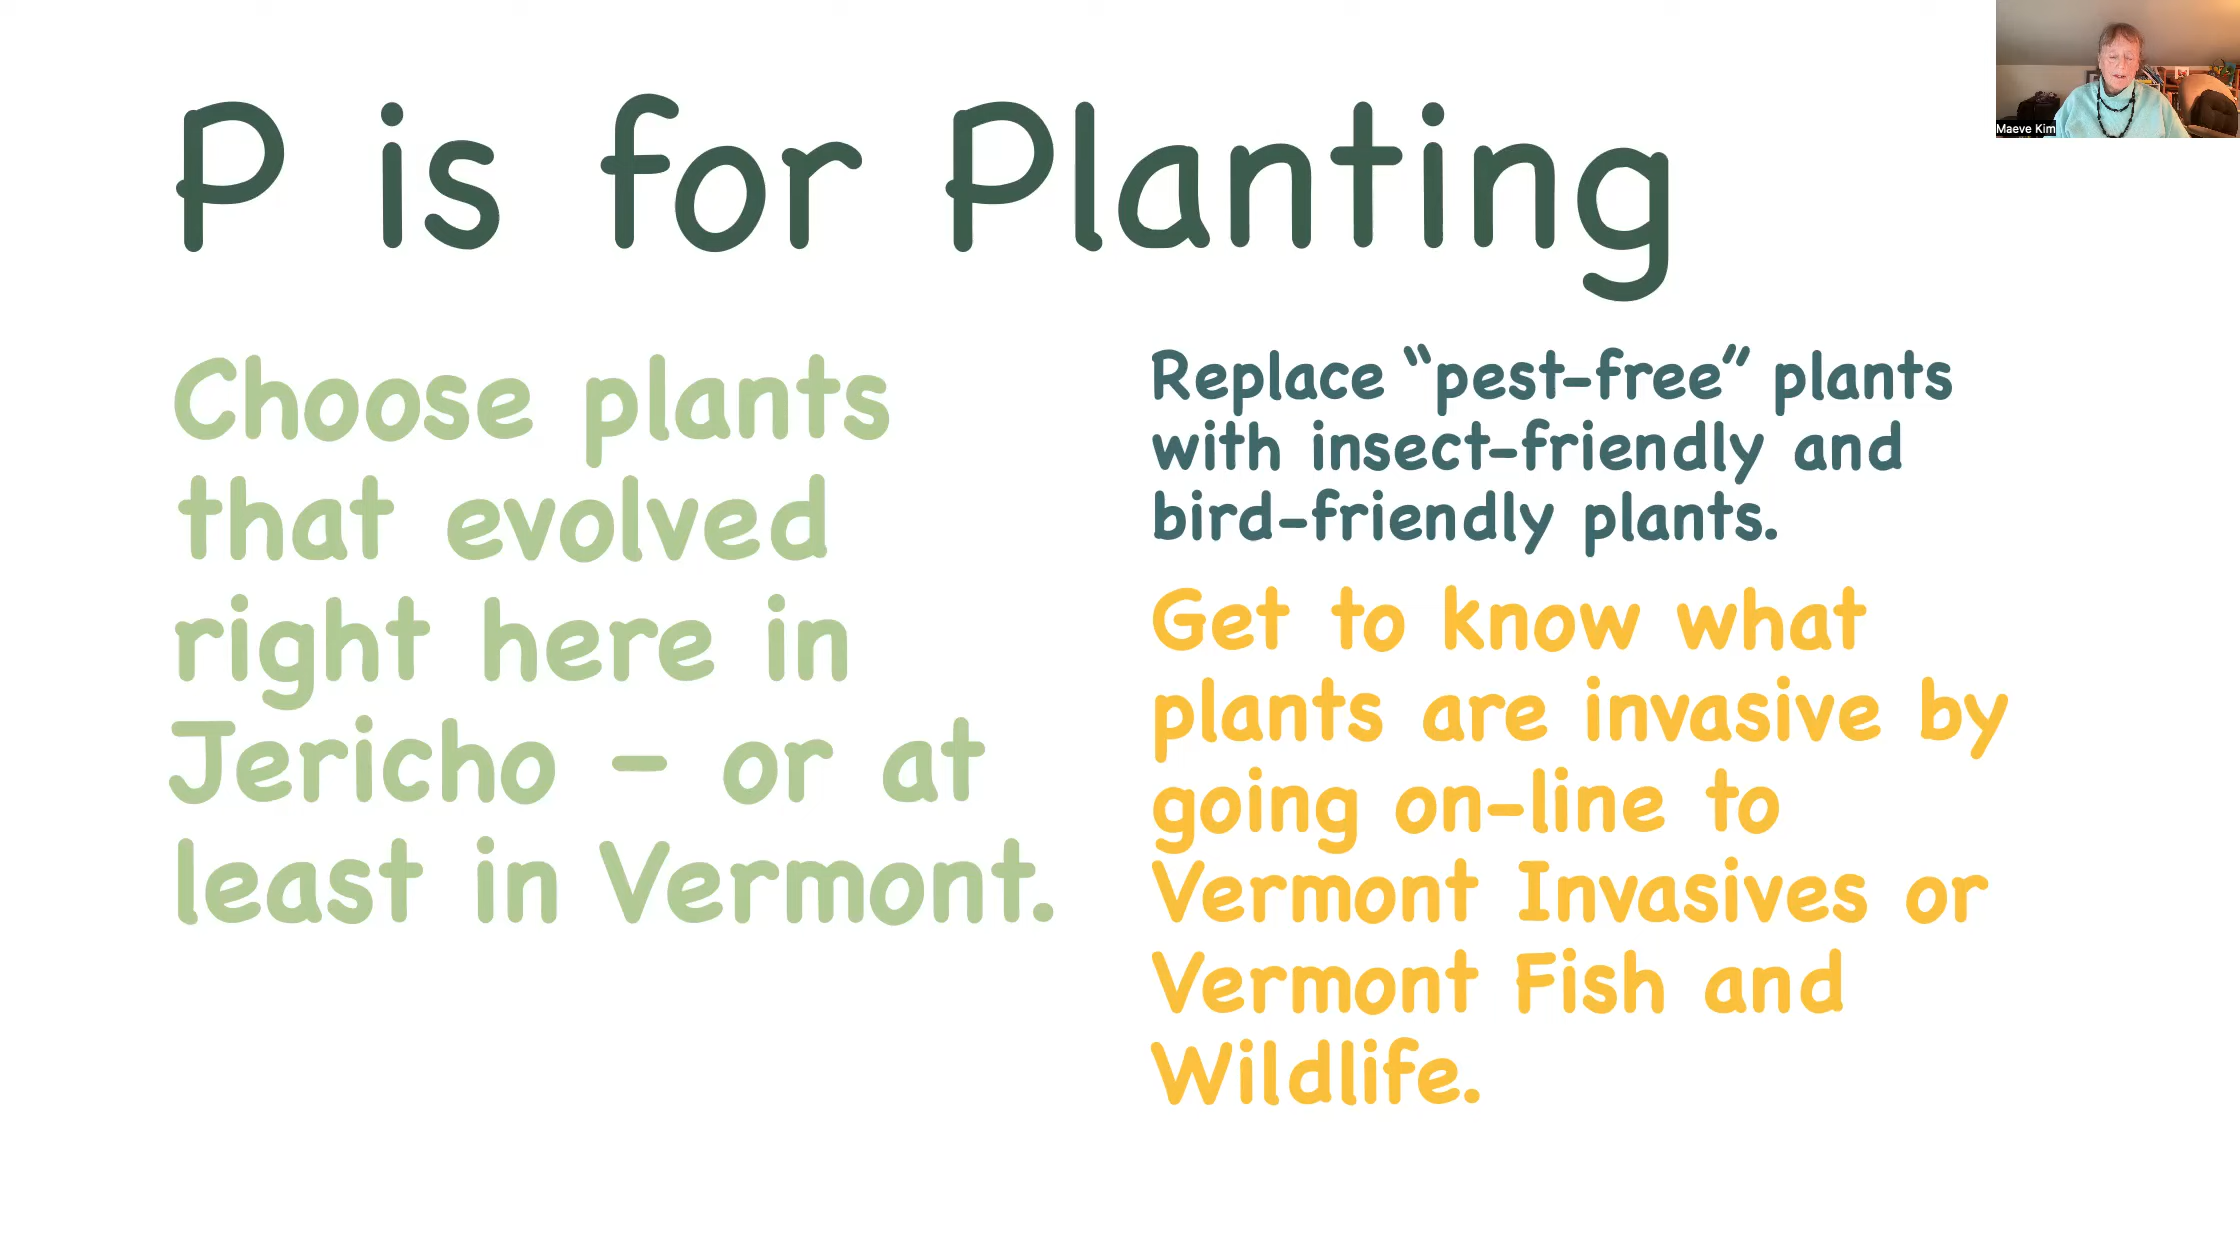 P is for Planting
Choose plants
that evolved
right here in
Jericho – or at
least in Vermont.
Replace “pest-free” plants
with insect-friendly and
bird-friendly plants.
Get to know what
plants are invasive by
going on-line to
Vermont Invasives or
Vermont Fish and
Wildlife.
Maeve Kim